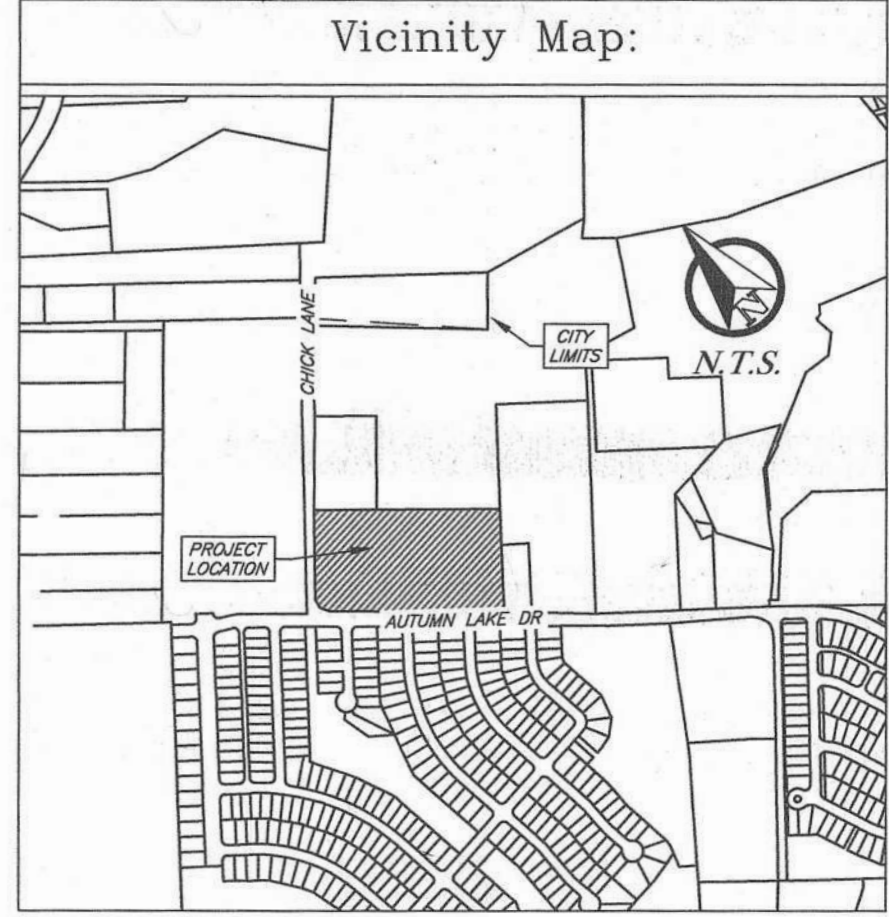 Vicinity Map:
CHICK LANE
CITY
LIMITS
N
N.T.S.
PROJECT
LOCATION
AUTUMN LAKE DR